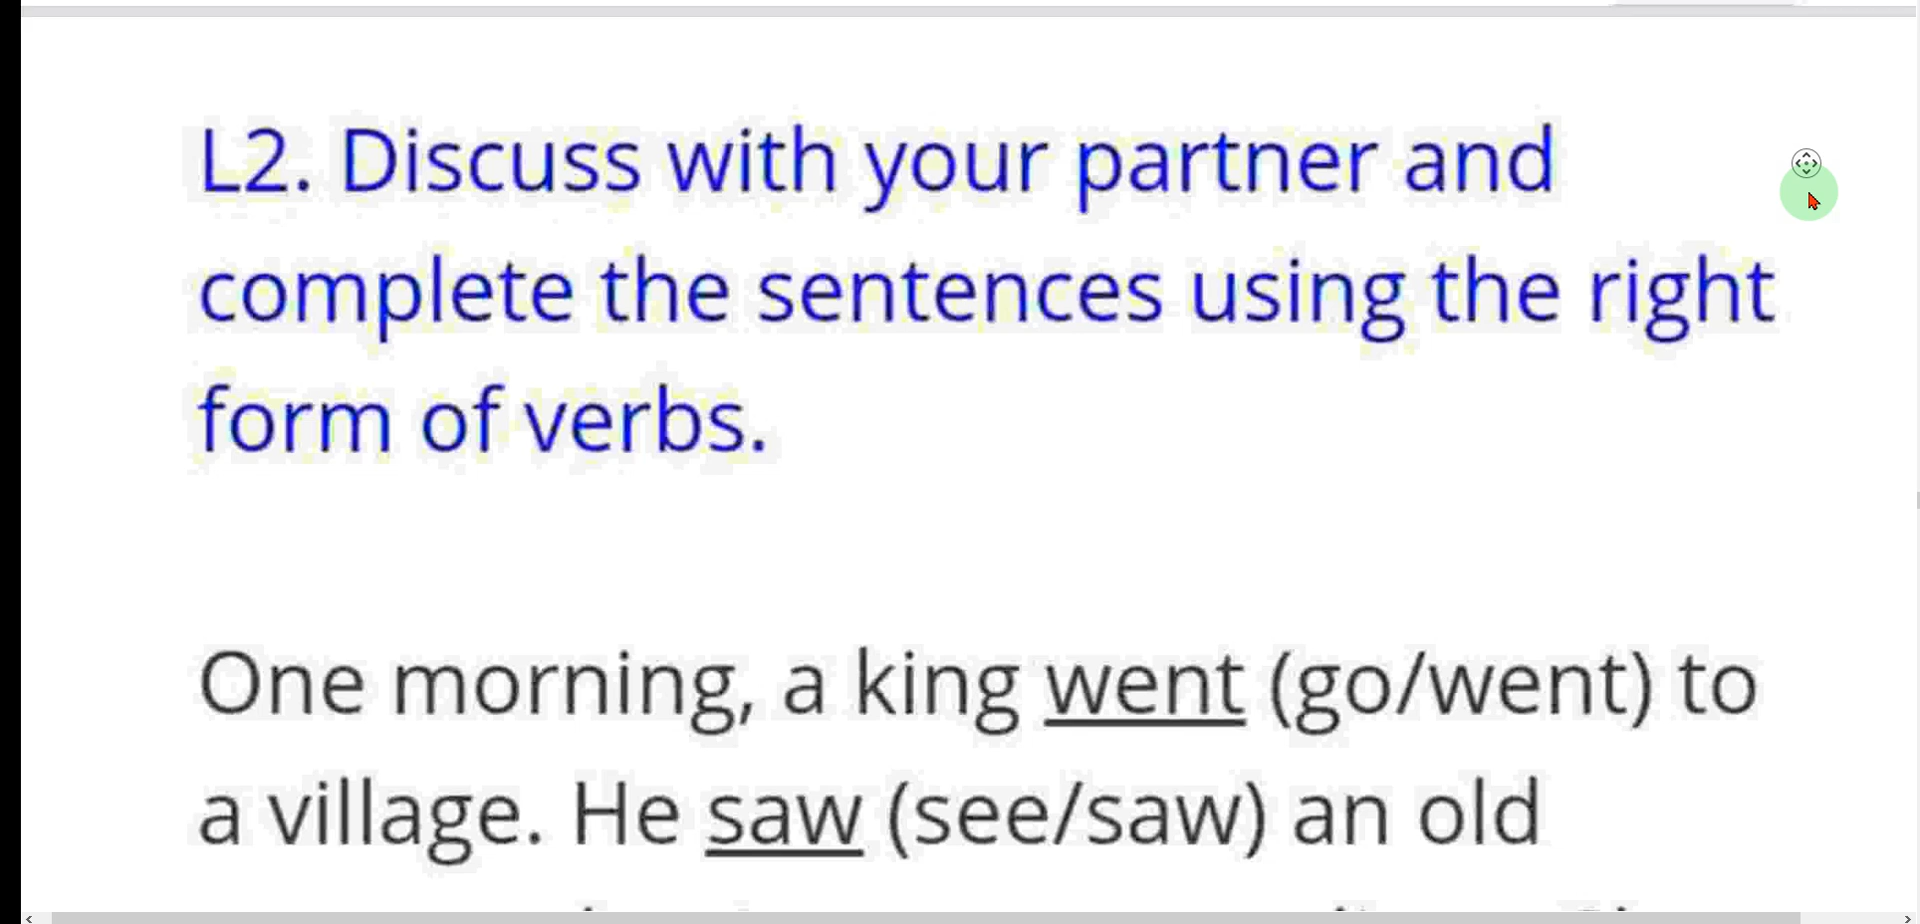 L2. Discuss with your partner and
complete the sentences using the right
form of verbs.
One morning, a king went (go/went) to
a village. He saw (see/saw) an old